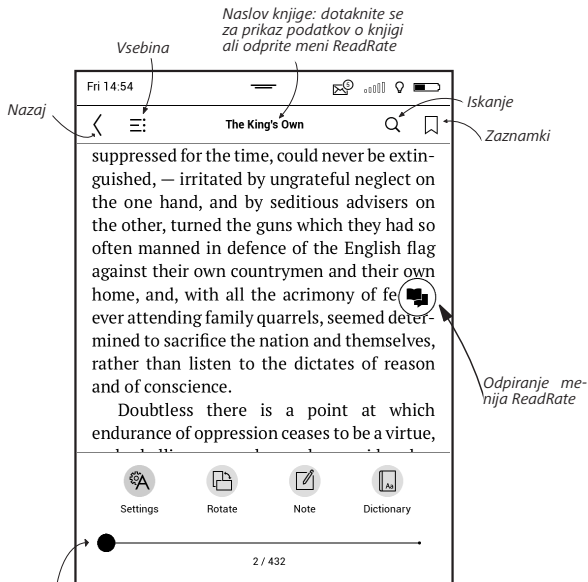 Naslov knjige: dotaknite se
za prikaz podatkov o knjigi
ali odprite meni ReadRate
Vsebina
Nazaj
Iskanje
Zaznamki
Fri 14:54
The King's Own
suppressed for the time, could never be extin-
guished, — irritated by ungrateful neglect on
the one hand, and by seditious advisers on
the other, turned the guns which they had so
often manned in defence of the English flag
against their own countrymen and their own
home, and, with all the acrimony of fe
ever attending family quarrels, seemed deter-
mined to sacrifice the nation and themselves,
rather than listen to the dictates of reason
and of conscience.
Doubtless there is a point at which
endurance of oppression ceases to be a virtue,
Odpiranje me-
nija ReadRate
Settings
Rotate
Note
Aa
Dictionary
2 / 432